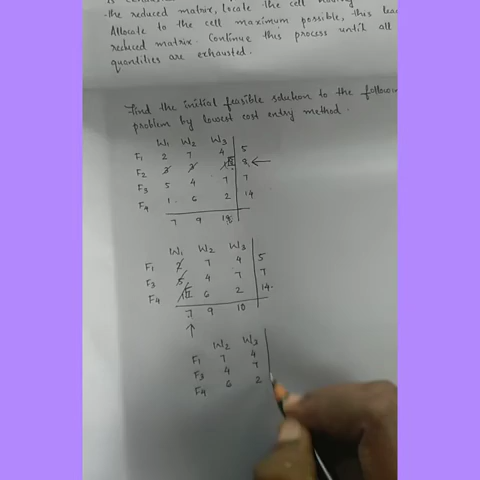 the reduced matrix, locate the cell having
Allocate to the cell maximum possible, this
reduced matrix. Continue this process until all
quantities are exhausted.
Find the initial feasible solution to the following
problem by lowest cost entry method.
W1 W2 W3
F1 2 7 4 5
F2 3 3 1 8 ←
F3 5 4 7 7
F4 1 6 2 14
7 9 18
W1 W2 W3
F1 2 7 4 5
F3 5 4 7 7
F4 6 2 14
7 9 10
↑
W2 W3
F1 7 4
F3 4 7
F4 6 2